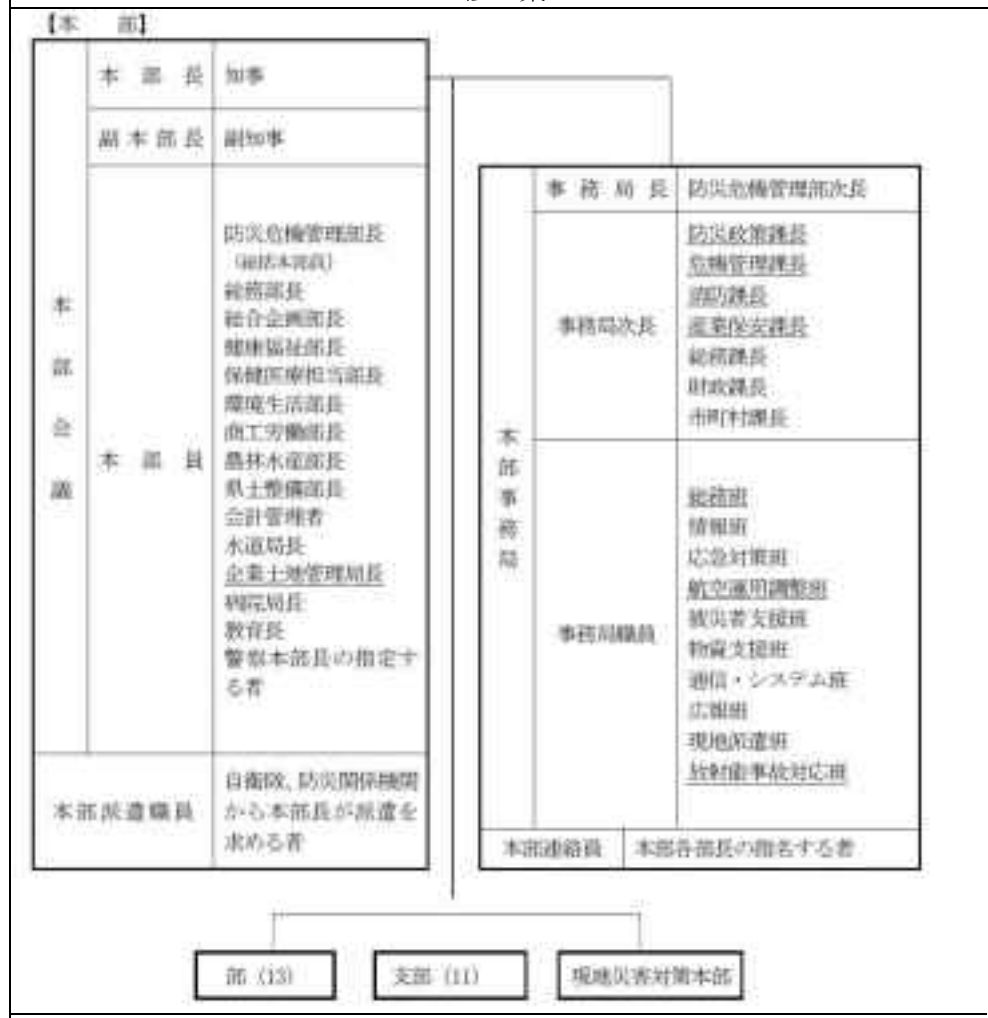 【本　部】
本部会議
本部長
知事
副本部長
副知事
本部員
防災危機管理部長
（総括本部員）
総務部長
総合企画部長
健康福祉部長
保健医療担当部長
環境生活部長
商工労働部長
農林水産部長
県土整備部長
会計管理者
水道局長
企業土地管理局長
病院局長
教育長
警察本部長の指定す
る者
本部派遣職員
自衛隊、防災関係機関
から本部長が派遣を
求める者
本部事務局
事務局長
防災危機管理部次長
事務局次長
防災政策課長
危機管理課長
消防課長
産業保安課長
総務課長
財政課長
市町村課長
事務局職員
総務班
情報班
応急対策班
航空運用調整班
被災者支援班
物資支援班
通信・システム班
広報班
現地派遣班
放射能事故対応班
本部連絡員
本部各部長の指名する者
部（13）
支部（11）
現地災害対策本部